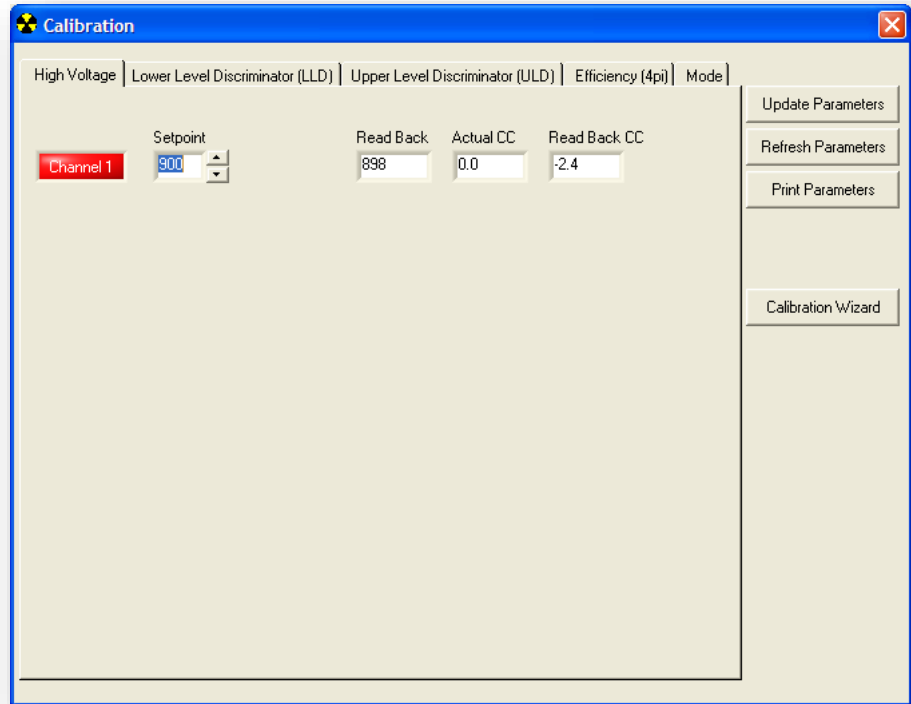 Calibration
High Voltage Lower Level Discriminator (LLD) Upper Level Discriminator (ULD) Efficiency (4pi) Mode
Update Parameters
Refresh Parameters
Print Parameters
Calibration Wizard
Setpoint Read Back Actual CC Read Back CC
Channel 1 900 898 0.0 -2.4